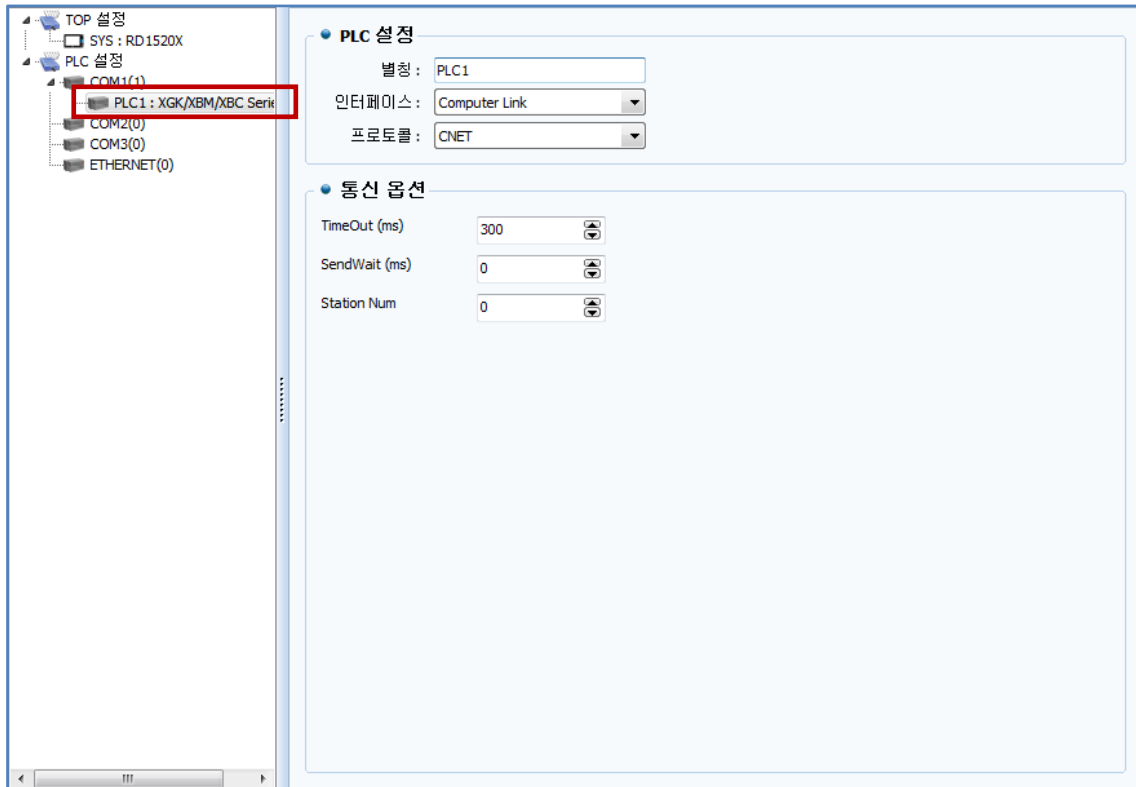 TOP 설정
SYS : RD1520X
PLC 설정
COM1(1)
PLC1 : XGK/XBM/XBC Serie
COM2(0)
COM3(0)
ETHERNET(0)
PLC 설정
별칭 : PLC1
인터페이스 : Computer Link
프로토콜 : CNET
통신 옵션
TimeOut (ms) 300
SendWait (ms) 0
Station Num 0